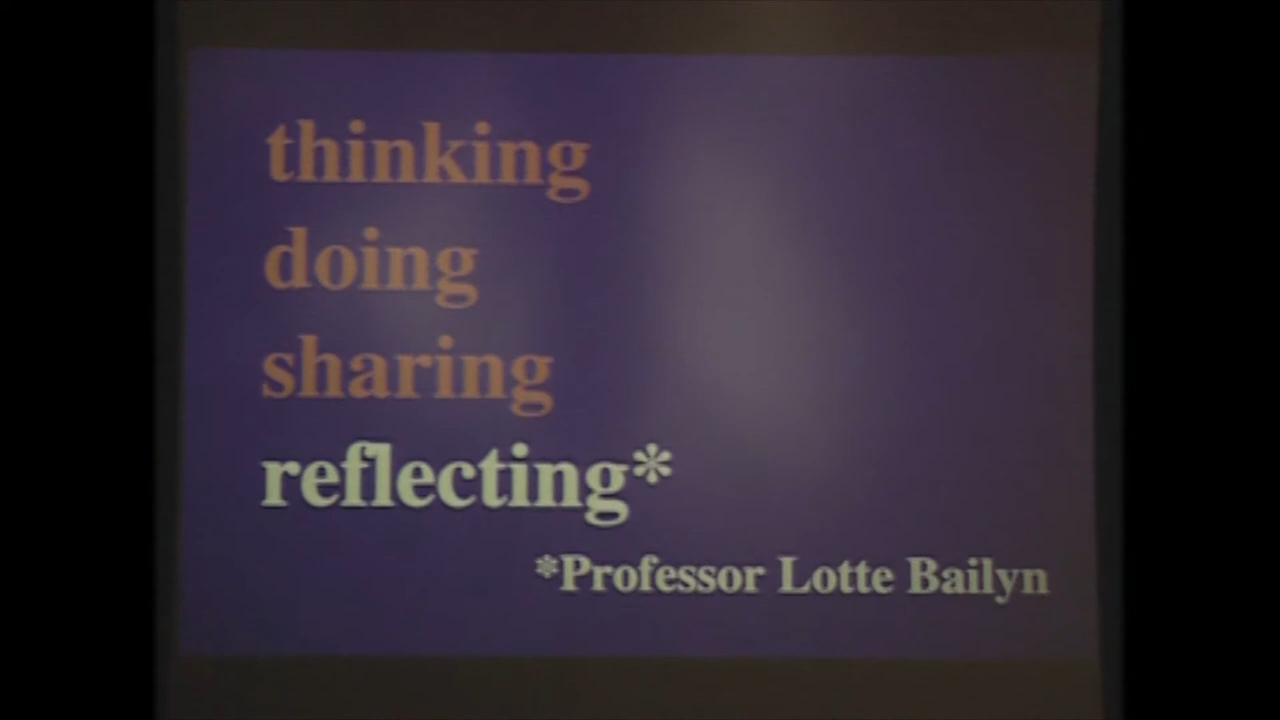 thinking
doing
sharing
reflecting*
*Professor Lotte Bailyn